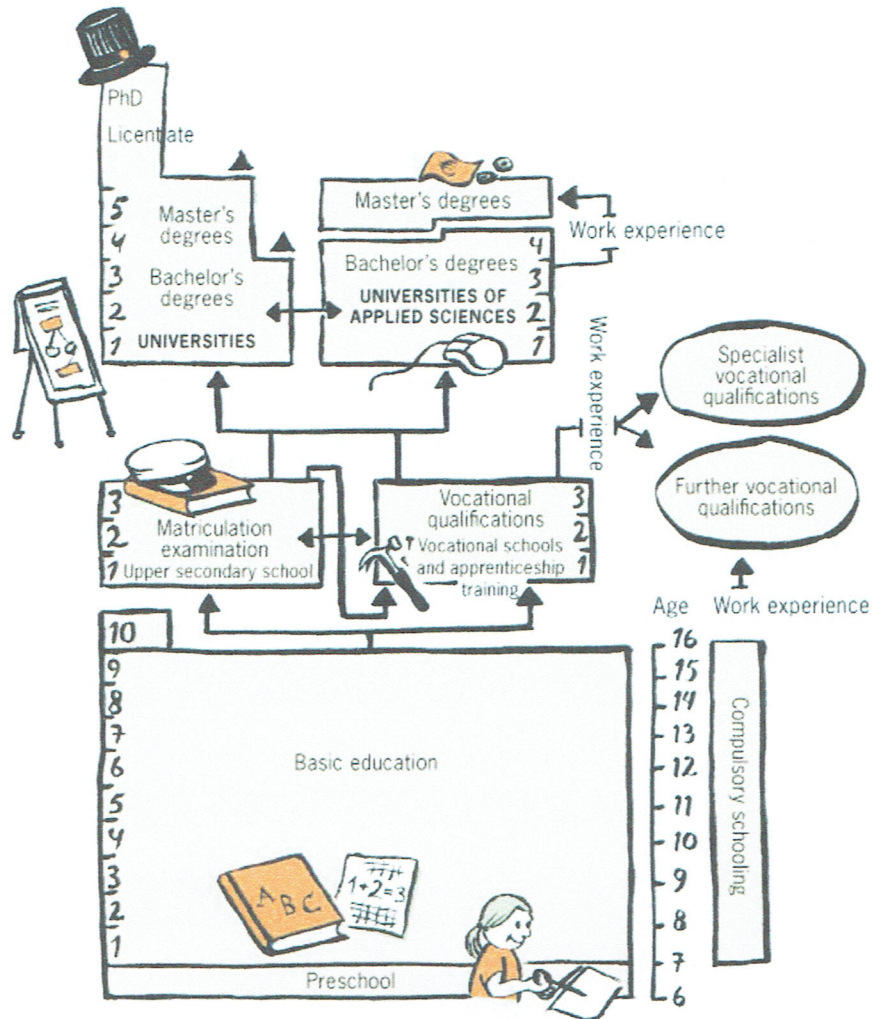 PhD
Licentiate
5
4
3
2
1
Master's
degrees
Bachelor's
degrees
UNIVERSITIES
Master's degrees
Work experience
Bachelor's degrees
UNIVERSITIES OF
APPLIED SCIENCES
4
3
2
1
Work experience
Specialist
vocational
qualifications
Further vocational
qualifications
Work experience
3
2
1
Matriculation
examination
Upper secondary school
Vocational
qualifications
Vocational schools
and apprenticeship
training
3
2
1
10
9
8
7
6
5
4
3
2
1
Basic education
ABC
1+2=3
Preschool
Age
16
15
14
13
12
11
10
9
8
7
6
Compulsory schooling